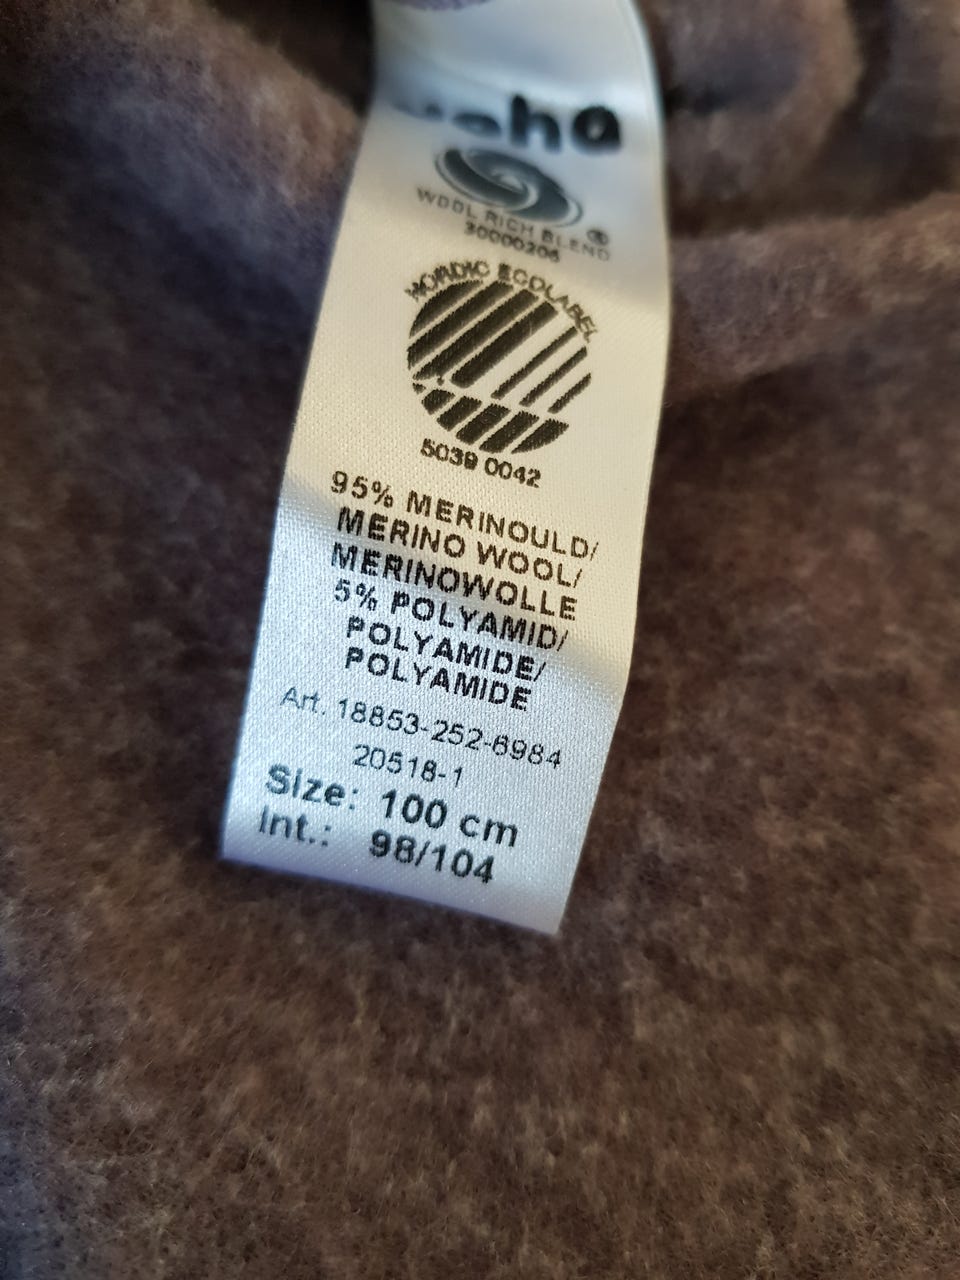 WOOL RICH BLEND
30000206
NORDIC ECOLABEL
5039 0042
95% MERINOULD/
MERINO WOOL/
MERINOWOLLE
5% POLYAMID/
POLYAMIDE/
POLYAMIDE
Art. 18853-252-6984
20518-1
Size: 100 cm
Int.: 98/104